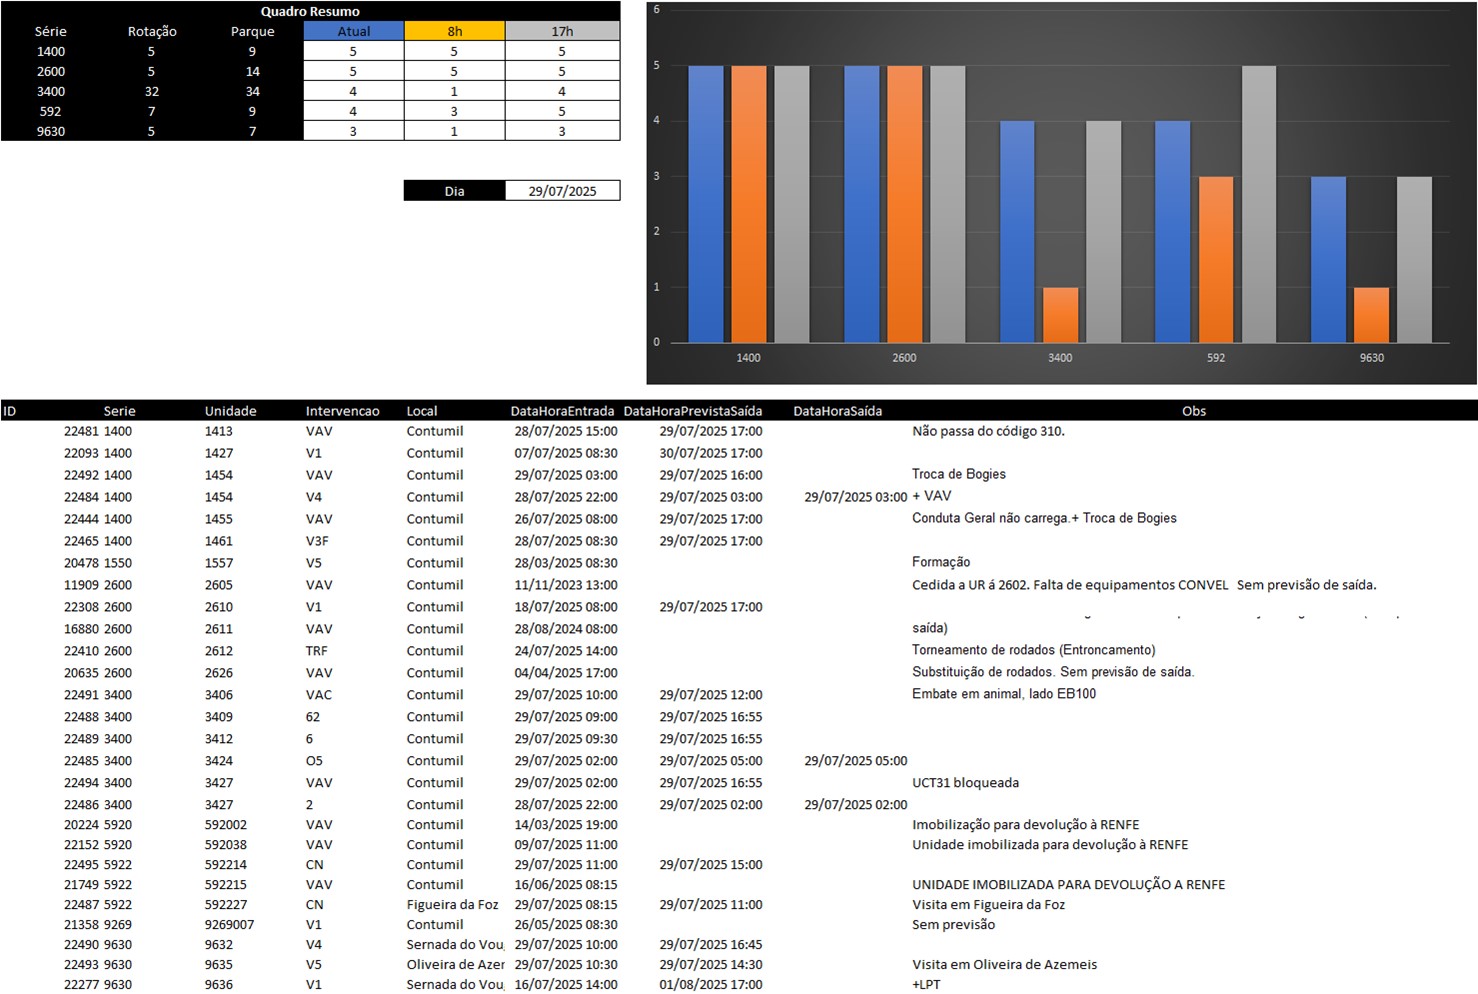 Quadro Resumo
Série Rotação Parque Atual 8h 17h
1400 5 9 5 5 5
2600 5 14 5 5 5
3400 32 34 4 1 4
592 7 9 4 3 5
9630 5 7 3 1 3
Dia 29/07/2025
6
5
4
3
2
1
0
1400 2600 3400 592 9630
ID Serie Unidade Intervencao Local DataHoraEntrada DataHoraPrevistaSaída DataHoraSaída Obs
22481 1400 1413 VAV Contumil 28/07/2025 15:00 29/07/2025 17:00 Não passa do código 310.
22093 1400 1427 V1 Contumil 07/07/2025 08:30 30/07/2025 17:00
22492 1400 1454 VAV Contumil 29/07/2025 03:00 29/07/2025 16:00 Troca de Bogies
22484 1400 1454 V4 Contumil 28/07/2025 22:00 29/07/2025 03:00 29/07/2025 03:00 + VAV
22444 1400 1455 VAV Contumil 26/07/2025 08:00 29/07/2025 17:00 Conduta Geral não carrega.+ Troca de Bogies
22465 1400 1461 V3F Contumil 28/07/2025 08:30 29/07/2025 17:00
20478 1550 1557 V5 Contumil 28/03/2025 08:30 Formação
11909 2600 2605 VAV Contumil 11/11/2023 13:00 Cedida a UR á 2602. Falta de equipamentos CONVEL Sem previsão de saída.
22308 2600 2610 V1 Contumil 18/07/2025 08:00 29/07/2025 17:00
16880 2600 2611 VAV Contumil 28/08/2024 08:00 saída)
22410 2600 2612 TRF Contumil 24/07/2025 14:00 Torneamento de rodados (Entroncamento)
20635 2600 2626 VAV Contumil 04/04/2025 17:00 Substituição de rodados. Sem previsão de saída.
22491 3400 3406 VAC Contumil 29/07/2025 10:00 29/07/2025 12:00 Embate em animal, lado EB100
22488 3400 3409 62 Contumil 29/07/2025 09:00 29/07/2025 16:55
22489 3400 3412 6 Contumil 29/07/2025 09:30 29/07/2025 16:55
22485 3400 3424 O5 Contumil 29/07/2025 02:00 29/07/2025 05:00 29/07/2025 05:00
22494 3400 3427 VAV Contumil 29/07/2025 02:00 29/07/2025 16:55 UCT31 bloqueada
22486 3400 3427 2 Contumil 28/07/2025 22:00 29/07/2025 02:00 29/07/2025 02:00
20224 5920 592002 VAV Contumil 14/03/2025 19:00 Imobilização para devolução à RENFE
22152 5920 592038 VAV Contumil 09/07/2025 11:00 Unidade imobilizada para devolução à RENFE
22495 5922 592214 CN Contumil 29/07/2025 11:00 29/07/2025 15:00
21749 5922 592215 VAV Contumil 16/06/2025 08:15 UNIDADE IMOBILIZADA PARA DEVOLUÇÃO A RENFE
22487 5922 592227 CN Figueira da Foz 29/07/2025 08:15 29/07/2025 11:00 Visita em Figueira da Foz
21358 9269 9269007 V1 Contumil 26/05/2025 08:30 Sem previsão
22490 9630 9632 V4 Sernada do Vou 29/07/2025 10:00 29/07/2025 16:45
22493 9630 9635 V5 Oliveira de Azer 29/07/2025 10:30 29/07/2025 14:30 Visita em Oliveira de Azemeis
22277 9630 9636 V1 Sernada do Vou 16/07/2025 14:00 01/08/2025 17:00 +LPT